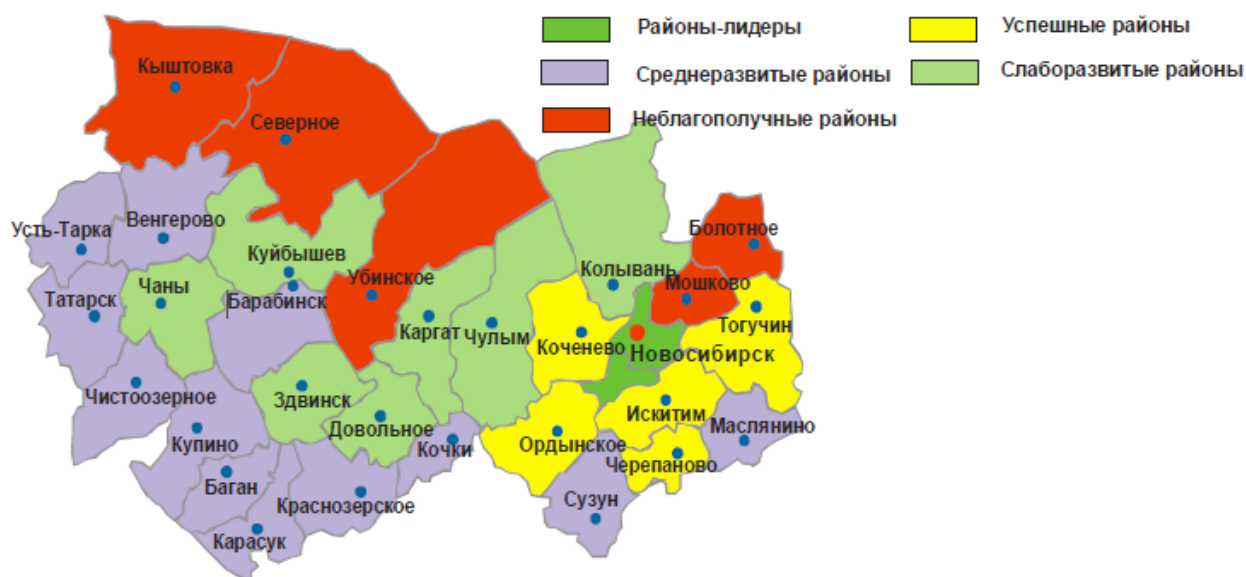 Районы-лидеры
Успешные районы
Среднеразвитые районы
Слаборазвитые районы
Неблагополучные районы
Кыштовка
Северное
Усть-Тарка
Венгерово
Болотное
Куйбышев
Убинское
Колывань
Мошково
Татарск
Чаны
Барабинск
Каргат
Чулым
Коченево
Тогучин
Новосибирск
Чистоозерное
Здвинск
Довольное
Искитим
Маслянино
Купино
Кочки
Ордынское
Черепаново
Баган
Краснозерское
Сузун
Карасук